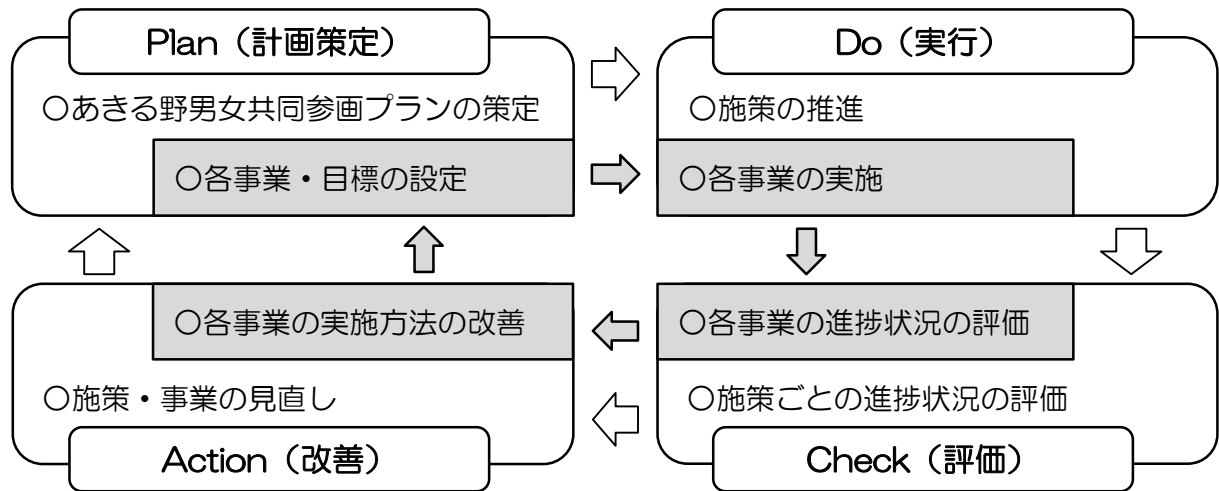 Plan（計画策定）
○あきる野男女共同参画プランの策定
○各事業・目標の設定
Do（実行）
○施策の推進
○各事業の実施
○各事業の実施方法の改善
○施策・事業の見直し
Action（改善）
○各事業の進捗状況の評価
○施策ごとの進捗状況の評価
Check（評価）